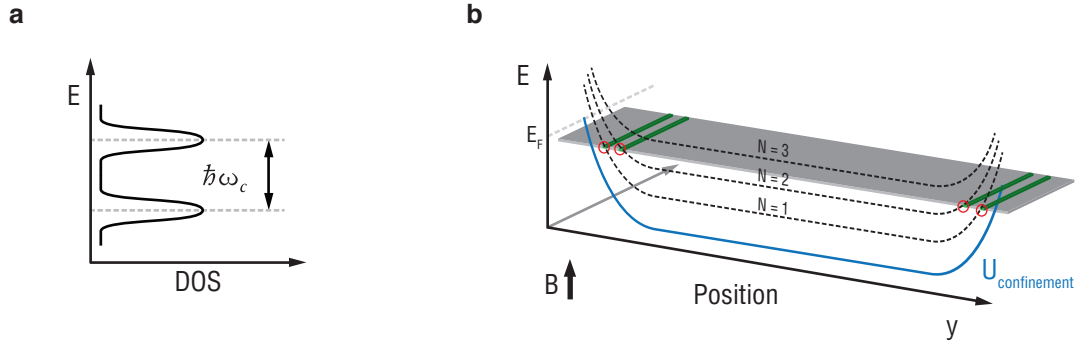 a
E
ħω_c
DOS
b
E
E_F
N = 3
N = 2
N = 1
B
Position
U_confinement
y